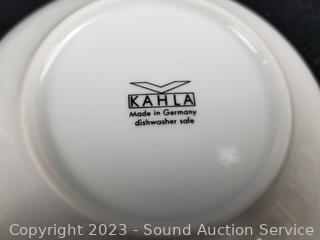 KAHLA
Made in Germany
dishwasher safe
Copyright 2023 - Sound Auction Service